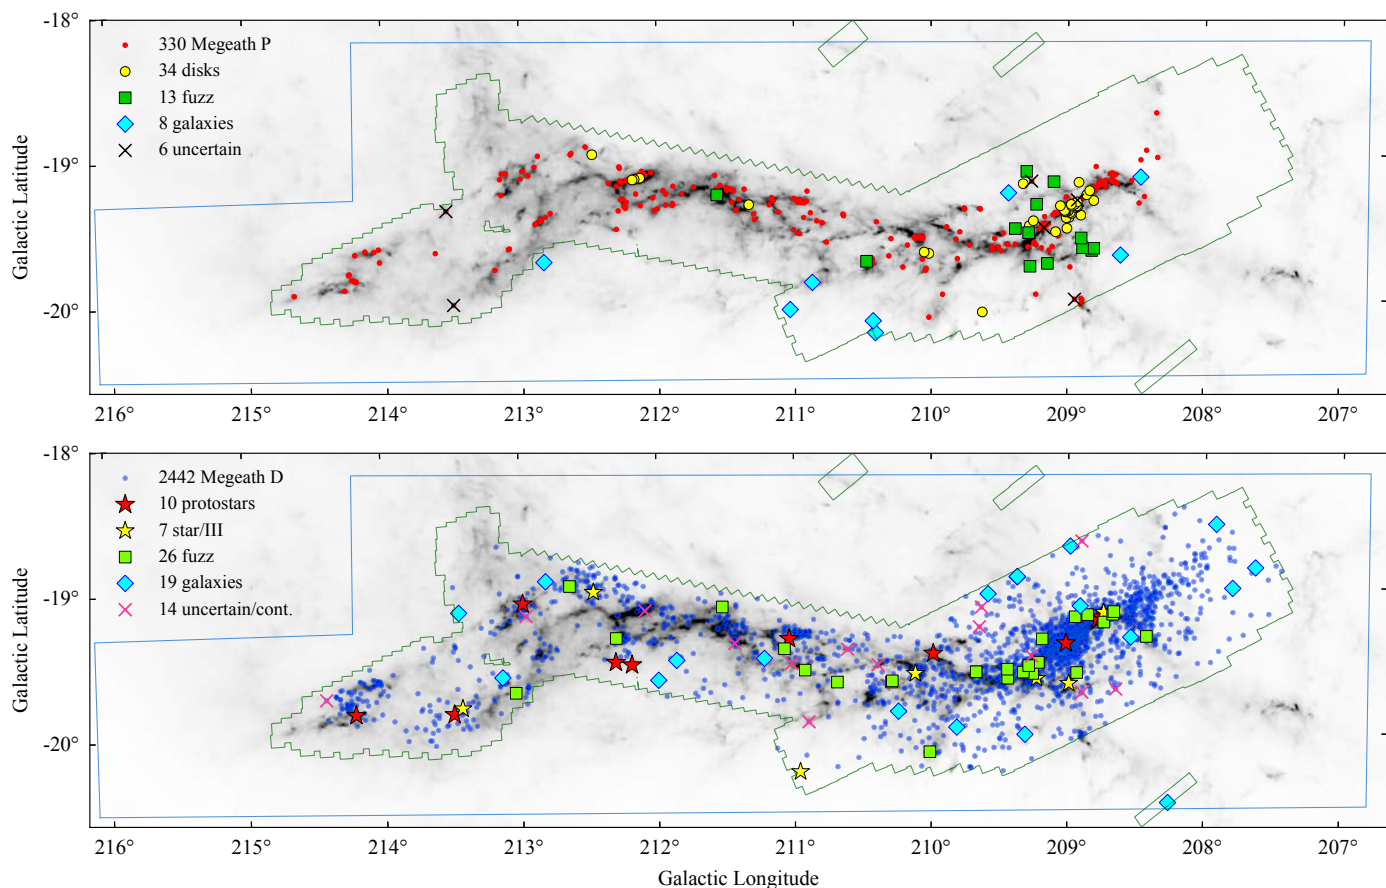 -18°
330 Megeath P
34 disks
13 fuzz
8 galaxies
6 uncertain
-19°
-20°
Galactic Latitude
216°
215°
214°
213°
212°
211°
210°
209°
208°
207°
-18°
2442 Megeath D
10 protostars
7 star/III
26 fuzz
19 galaxies
14 uncertain/cont.
-19°
-20°
Galactic Latitude
216°
215°
214°
213°
212°
211°
210°
209°
208°
207°
Galactic Longitude